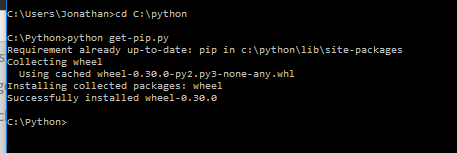 C:\Users\Jonathan>cd C:\python
C:\Python>python get-pip.py
Requirement already up-to-date: pip in c:\python\lib\site-packages
Collecting wheel
  Using cached wheel-0.30.0-py2.py3-none-any.whl
Installing collected packages: wheel
Successfully installed wheel-0.30.0
C:\Python>